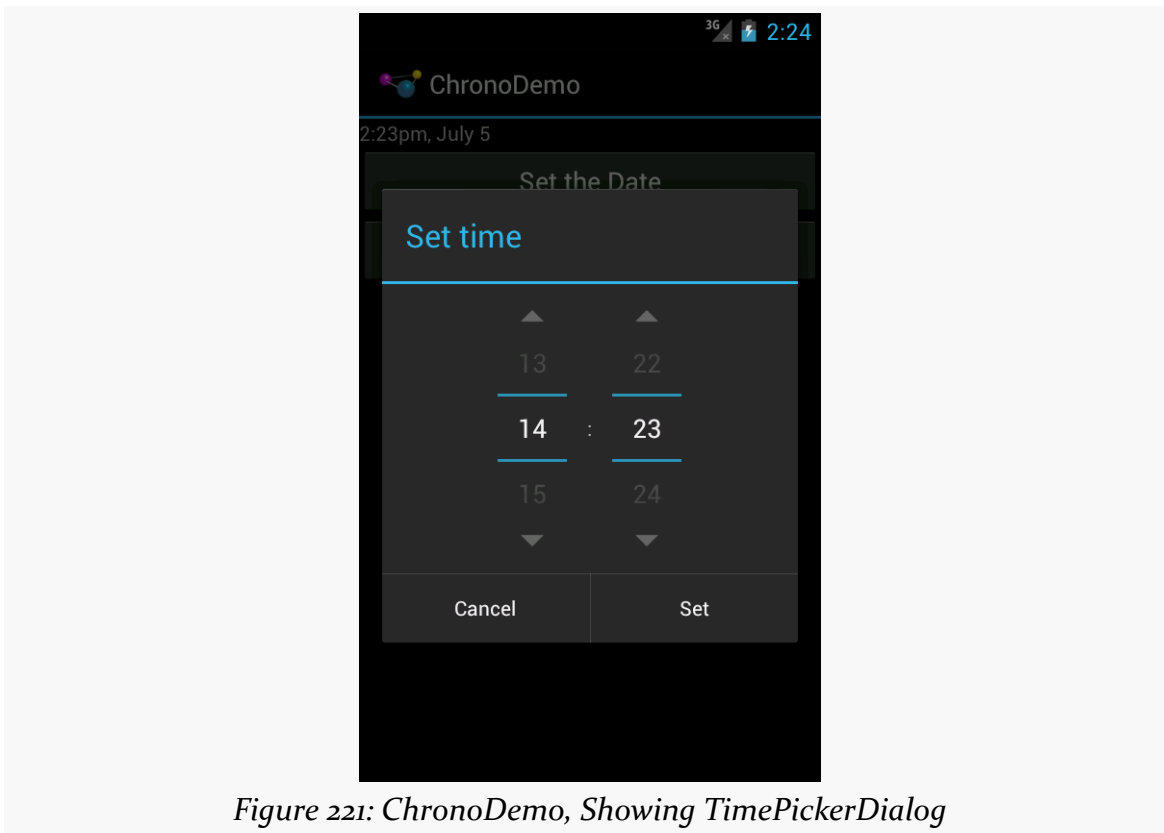 3G 2:24
ChronoDemo
2:23pm, July 5
Set the Date
Set time
13 22
14 : 23
15 24
Cancel Set
Figure 221: ChronoDemo, Showing TimePickerDialog